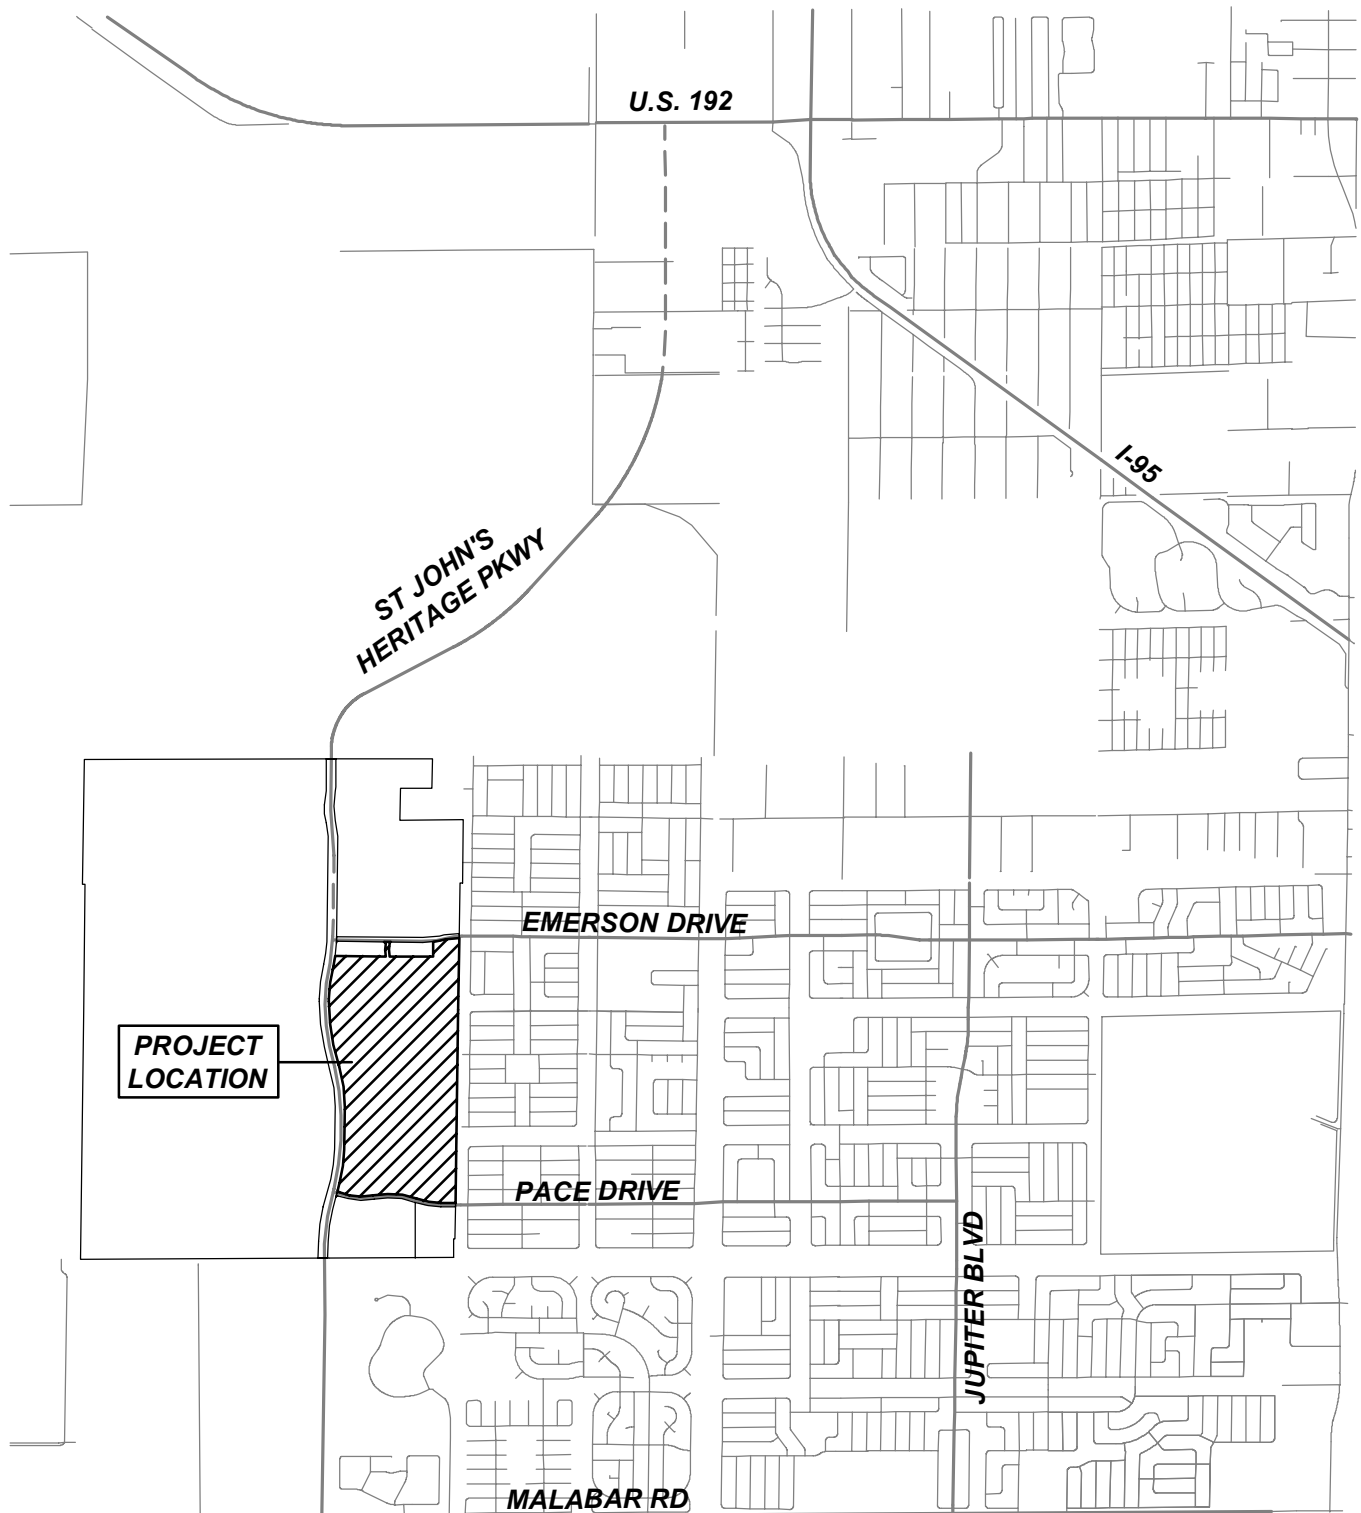 U.S. 192
I-95
ST JOHN'S
HERITAGE PKWY
EMERSON DRIVE
PROJECT
LOCATION
PACE DRIVE
JUPITER BLVD
MALABAR RD